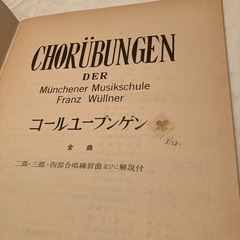 CHORÜBUNGEN
DER
Münchener Musikschule
Franz Wüllner
コールユーブンゲン
全曲
二部・三部・四部合唱練習曲並びに解説付